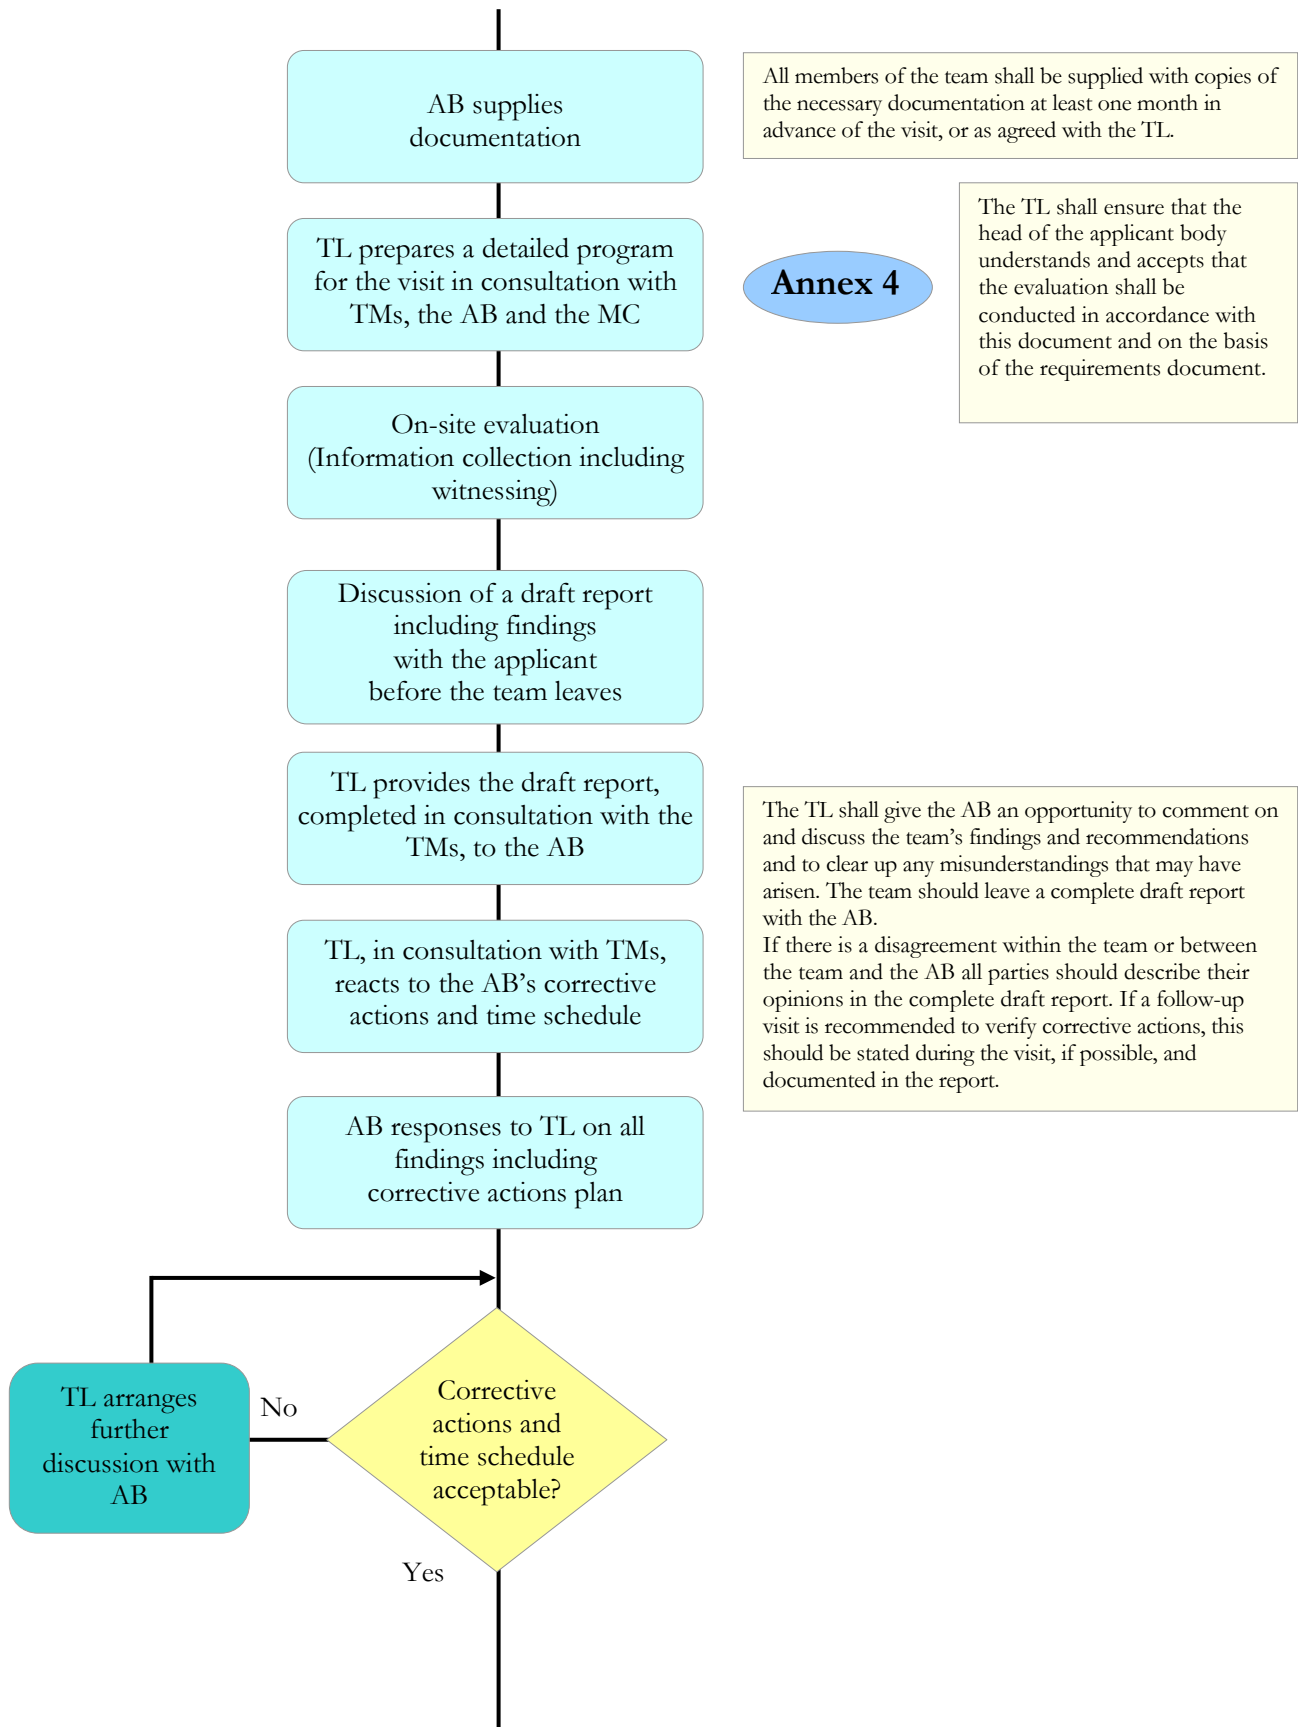 AB supplies
documentation
All members of the team shall be supplied with copies of
the necessary documentation at least one month in
advance of the visit, or as agreed with the TL.
TL prepares a detailed program
for the visit in consultation with
TMs, the AB and the MC
Annex 4
The TL shall ensure that the
head of the applicant body
understands and accepts that
the evaluation shall be
conducted in accordance with
this document and on the basis
of the requirements document.
On-site evaluation
(Information collection including
witnessing)
Discussion of a draft report
including findings
with the applicant
before the team leaves
TL provides the draft report,
completed in consultation with the
TMs, to the AB
The TL shall give the AB an opportunity to comment on
and discuss the team’s findings and recommendations
and to clear up any misunderstandings that may have
arisen. The team should leave a complete draft report
with the AB.
If there is a disagreement within the team or between
the team and the AB all parties should describe their
opinions in the complete draft report. If a follow-up
visit is recommended to verify corrective actions, this
should be stated during the visit, if possible, and
documented in the report.
TL, in consultation with TMs,
reacts to the AB’s corrective
actions and time schedule
AB responses to TL on all
findings including
corrective actions plan
Corrective
actions and
time schedule
acceptable?
No
TL arranges
further
discussion with
AB
Yes